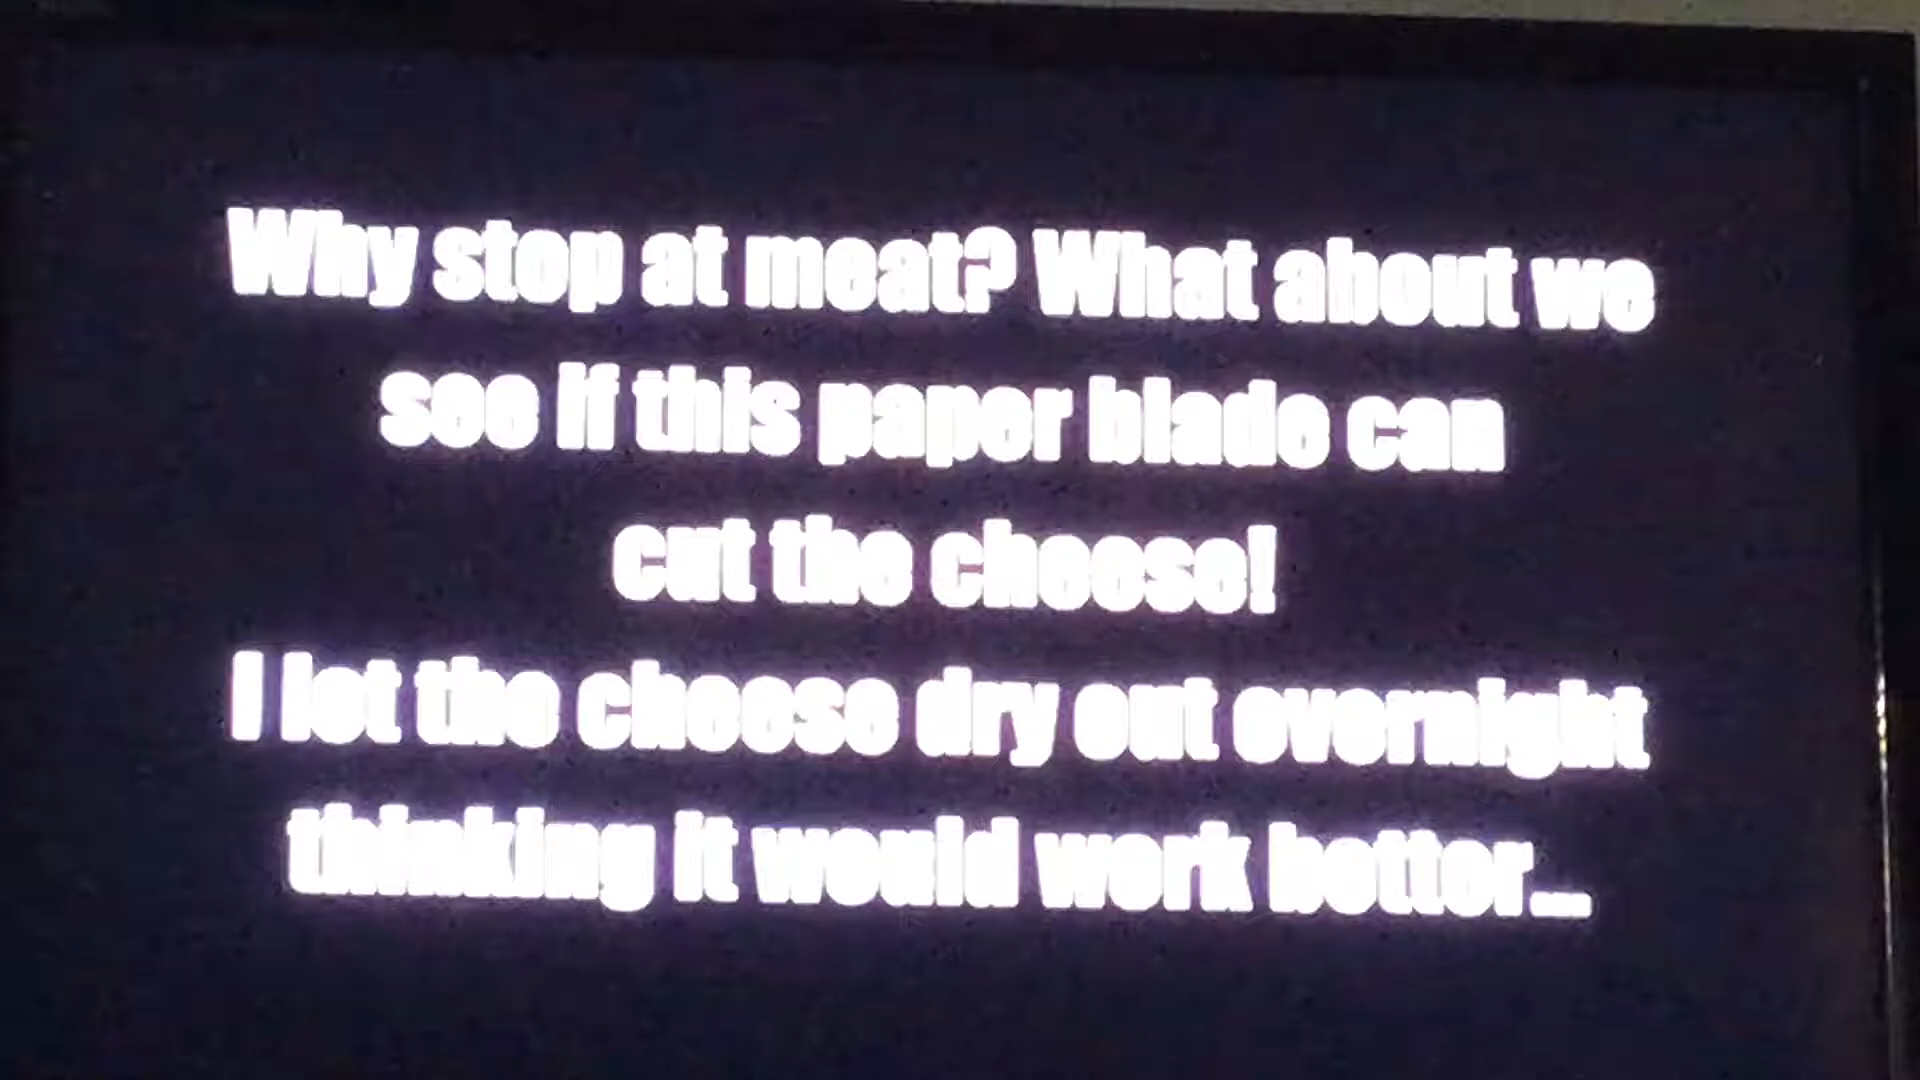 Why stop at meat? What about we
see if this paper blade can
cut the cheese!
I let the cheese dry out overnight
thinking it would work better...